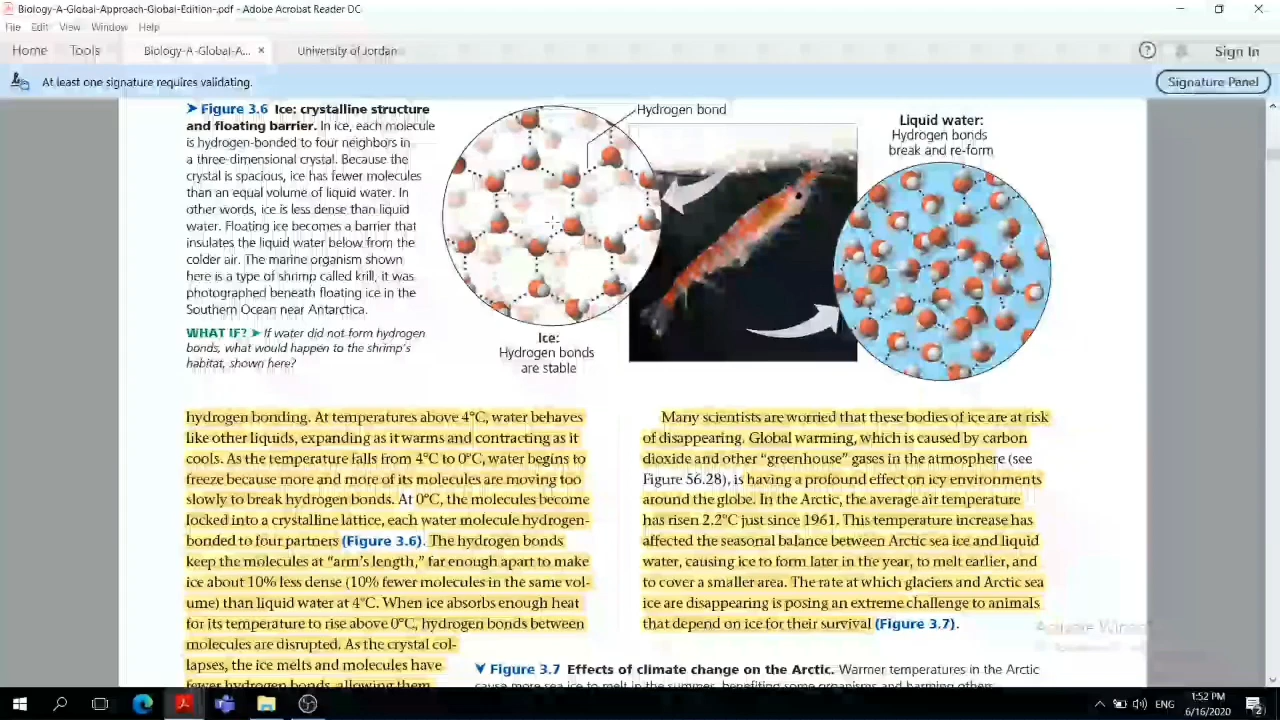 Biology-A-Global-Approach-Global-Edition-.pdf - Adobe Acrobat Reader DC
File Edit View Window Help
Home Tools Biology-A-Global-A... × University of Jordan Sign In
At least one signature requires validating. Signature Panel
➤ Figure 3.6 Ice: crystalline structure
and floating barrier. In ice, each molecule
is hydrogen-bonded to four neighbors in
a three-dimensional crystal. Because the
crystal is spacious, ice has fewer molecules
than an equal volume of liquid water. In
other words, ice is less dense than liquid
water. Floating ice becomes a barrier that
insulates the liquid water below from the
colder air. The marine organism shown
here is a type of shrimp called krill; it was
photographed beneath floating ice in the
Southern Ocean near Antarctica.
WHAT IF? ➤ If water did not form hydrogen
bonds, what would happen to the shrimp's
habitat, shown here?
Hydrogen bond
Ice:
Hydrogen bonds
are stable
Liquid water:
Hydrogen bonds
break and re-form
hydrogen bonding. At temperatures above 4°C, water behaves
like other liquids, expanding as it warms and contracting as it
cools. As the temperature falls from 4°C to 0°C, water begins to
freeze because more and more of its molecules are moving too
slowly to break hydrogen bonds. At 0°C, the molecules become
locked into a crystalline lattice, each water molecule hydrogen-
bonded to four partners (Figure 3.6). The hydrogen bonds
keep the molecules at "arm's length," far enough apart to make
ice about 10% less dense (10% fewer molecules in the same vol-
ume) than liquid water at 4°C. When ice absorbs enough heat
for its temperature to rise above 0°C, hydrogen bonds between
molecules are disrupted. As the crystal col-
lapses, the ice melts and molecules have
fewer hydrogen bonds, allowing them
Many scientists are worried that these bodies of ice are at risk
of disappearing. Global warming, which is caused by carbon
dioxide and other "greenhouse" gases in the atmosphere (see
Figure 56.28), is having a profound effect on icy environments
around the globe. In the Arctic, the average air temperature
has risen 2.2°C just since 1961. This temperature increase has
affected the seasonal balance between Arctic sea ice and liquid
water, causing ice to form later in the year, to melt earlier, and
to cover a smaller area. The rate at which glaciers and Arctic sea
ice are disappearing is posing an extreme challenge to animals
that depend on ice for their survival (Figure 3.7).
⮟ Figure 3.7 Effects of climate change on the Arctic. Warmer temperatures in the Arctic
cause more sea ice to melt in the summer, benefiting some organisms and harming others.
ENG
1:52 PM
6/16/2020
2